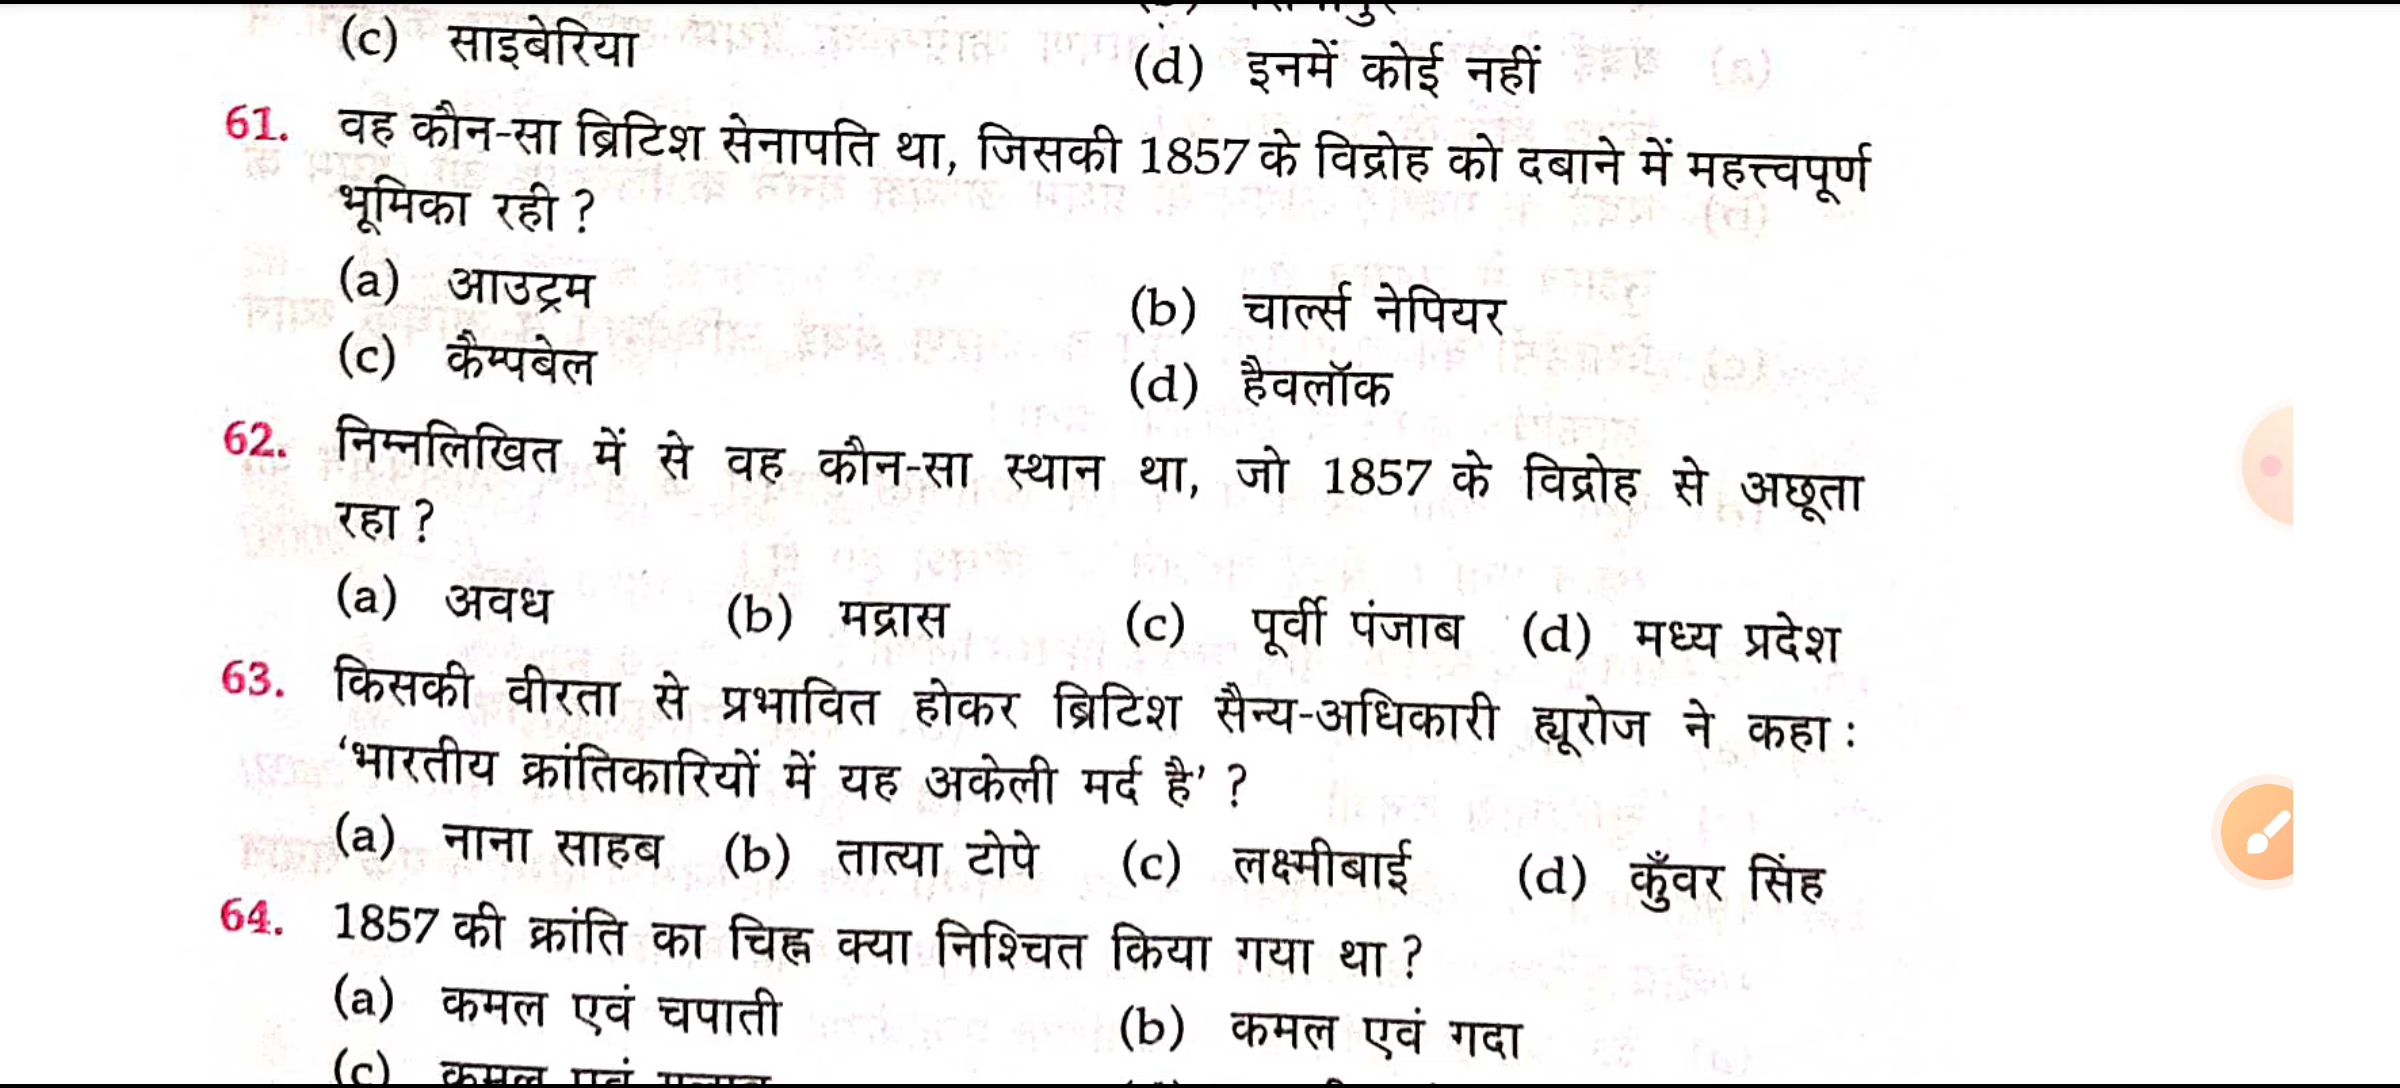 (c) साइबेरिया
(d) इनमें कोई नहीं
61. वह कौन-सा ब्रिटिश सेनापति था, जिसकी 1857 के विद्रोह को दबाने में महत्त्वपूर्ण
भूमिका रही ?
(a) आउट्रम
(b) चार्ल्स नेपियर
(c) कैम्पबेल
(d) हैवलॉक
62. निम्नलिखित में से वह कौन-सा स्थान था, जो 1857 के विद्रोह से अछूता
रहा ?
(a) अवध (b) मद्रास (c) पूर्वी पंजाब (d) मध्य प्रदेश
63. किसकी वीरता से प्रभावित होकर ब्रिटिश सैन्य-अधिकारी ह्यूरोज ने कहा :
‘भारतीय क्रांतिकारियों में यह अकेली मर्द है’ ?
(a) नाना साहब (b) तात्या टोपे (c) लक्ष्मीबाई (d) कुँवर सिंह
64. 1857 की क्रांति का चिह्न क्या निश्चित किया गया था ?
(a) कमल एवं चपाती
(b) कमल एवं गदा
(c) कमल एवं